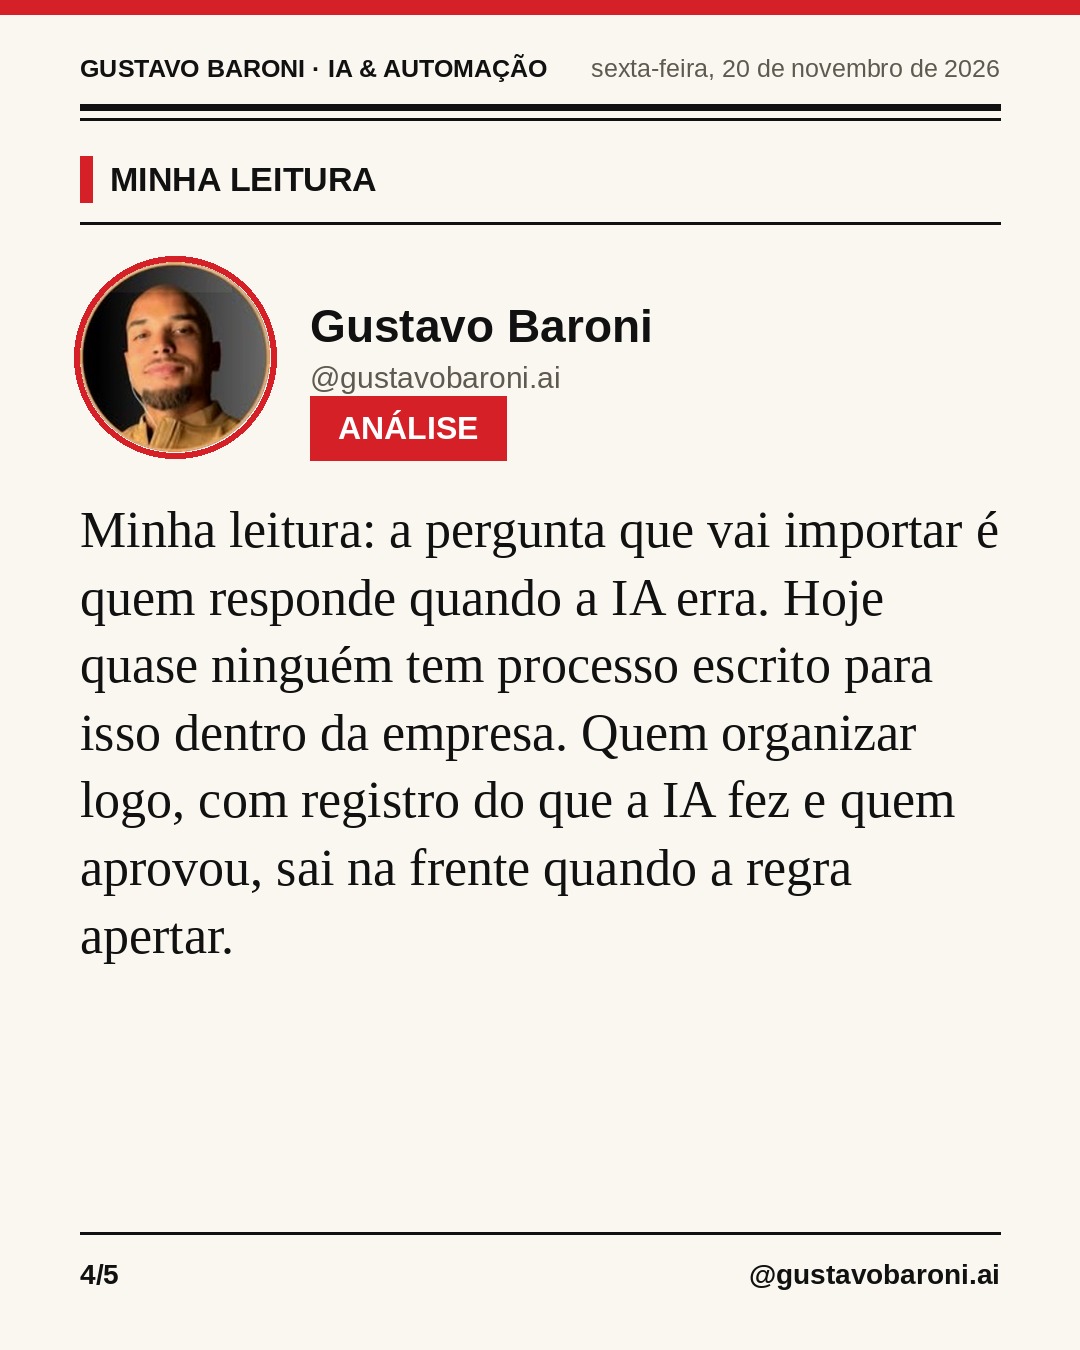 GUSTAVO BARONI · IA & AUTOMAÇÃO
sexta-feira, 20 de novembro de 2026
MINHA LEITURA
Gustavo Baroni
@gustavobaroni.ai
ANÁLISE
Minha leitura: a pergunta que vai importar é
quem responde quando a IA erra. Hoje
quase ninguém tem processo escrito para
isso dentro da empresa. Quem organizar
logo, com registro do que a IA fez e quem
aprovou, sai na frente quando a regra
apertar.
4/5
@gustavobaroni.ai